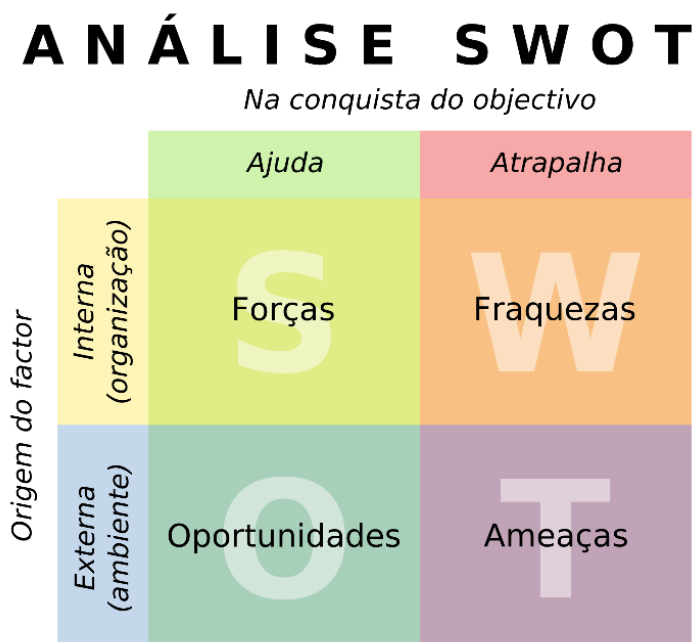 ANÁLISE SWOT
Na conquista do objectivo
Ajuda
Atrapalha
Origem do factor
Interna
(organização)
S
Forças
W
Fraquezas
Externa
(ambiente)
O
Oportunidades
T
Ameaças